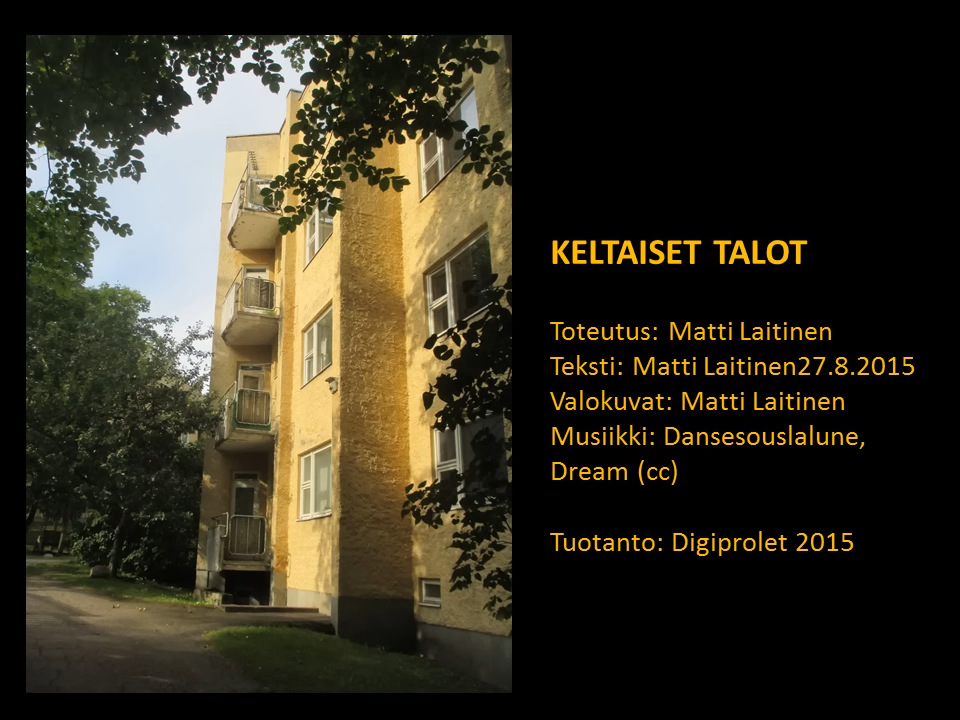 KELTAISET TALOT
Toteutus: Matti Laitinen
Teksti: Matti Laitinen27.8.2015
Valokuvat: Matti Laitinen
Musiikki: Dansesouslalune,
Dream (cc)
Tuotanto: Digiprolet 2015